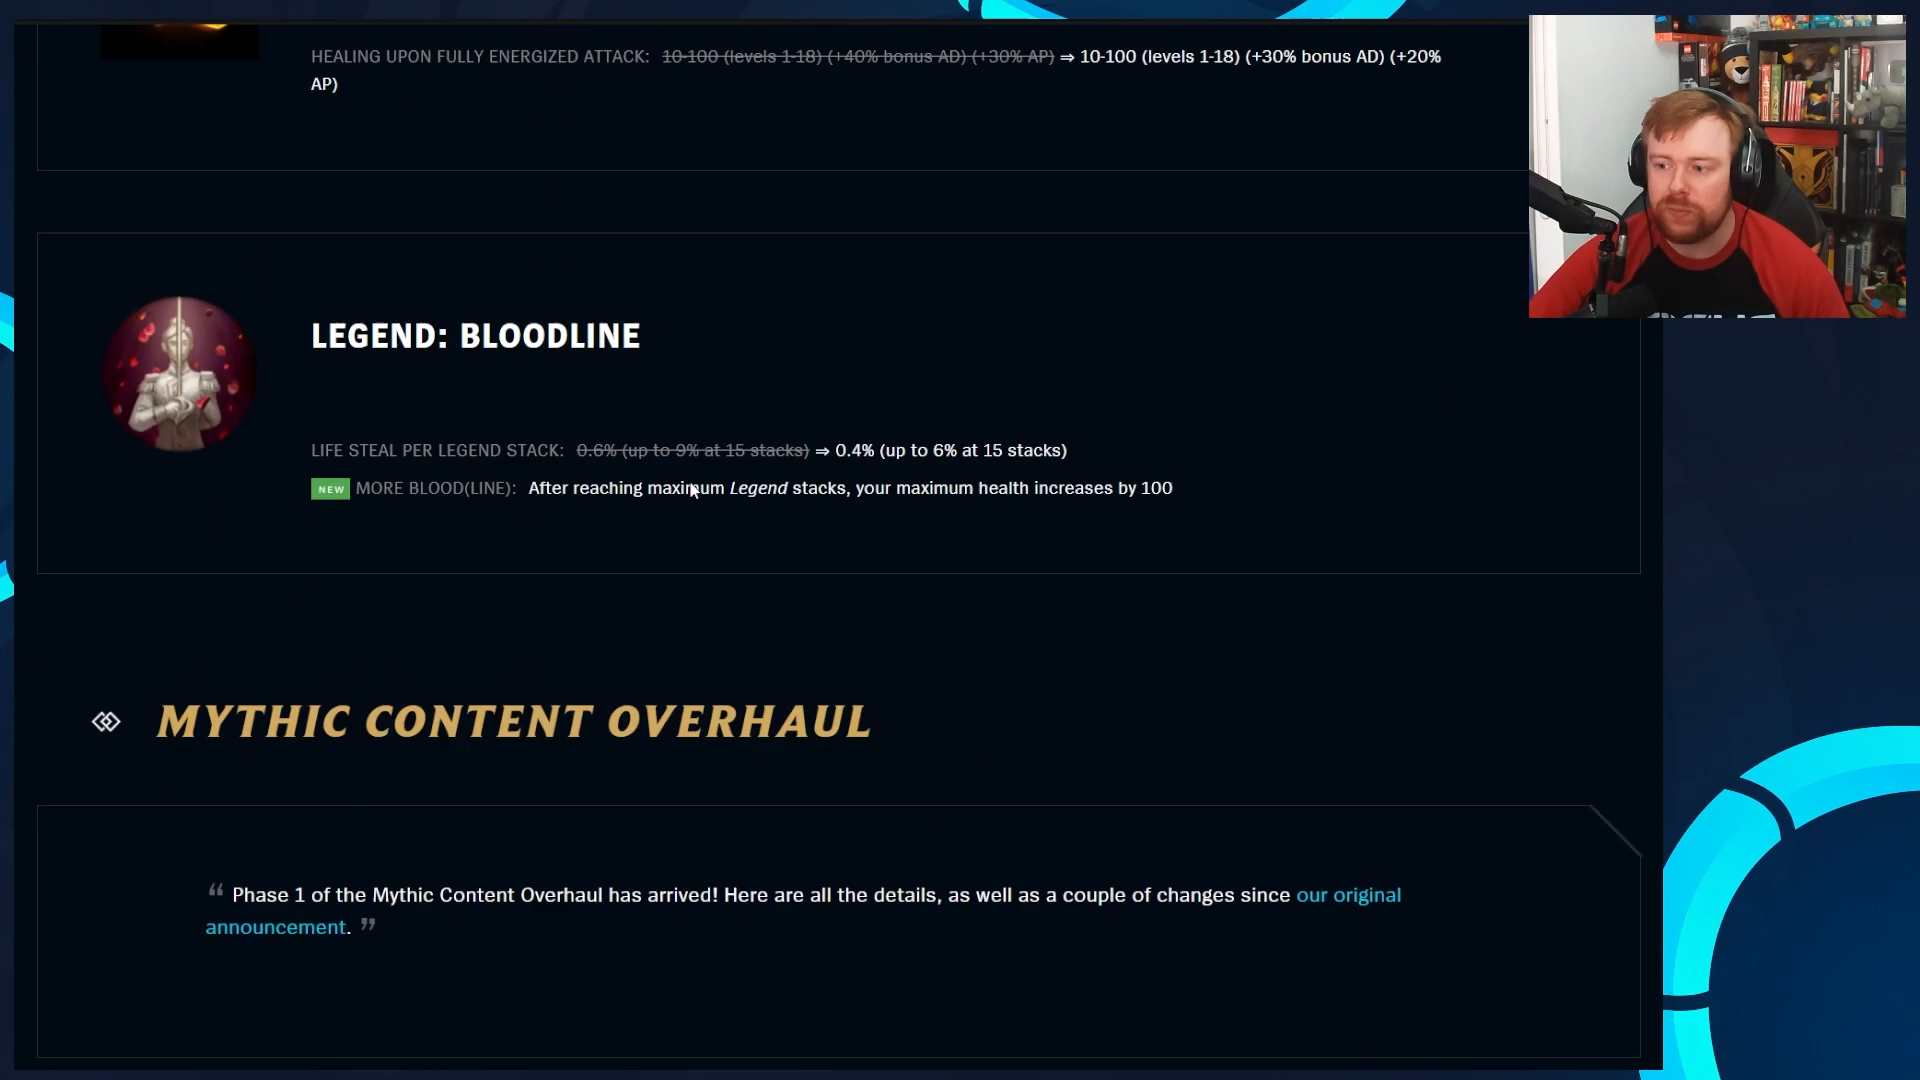 HEALING UPON FULLY ENERGIZED ATTACK: 10-100 (levels 1-18) (+40% bonus AD) (+30% AP) ⇒ 10-100 (levels 1-18) (+30% bonus AD) (+20%
AP)
LEGEND: BLOODLINE
LIFE STEAL PER LEGEND STACK: 0.6% (up to 9% at 15 stacks) ⇒ 0.4% (up to 6% at 15 stacks)
NEW MORE BLOOD(LINE): After reaching maximum Legend stacks, your maximum health increases by 100
MYTHIC CONTENT OVERHAUL
“ Phase 1 of the Mythic Content Overhaul has arrived! Here are all the details, as well as a couple of changes since our original
announcement. ”